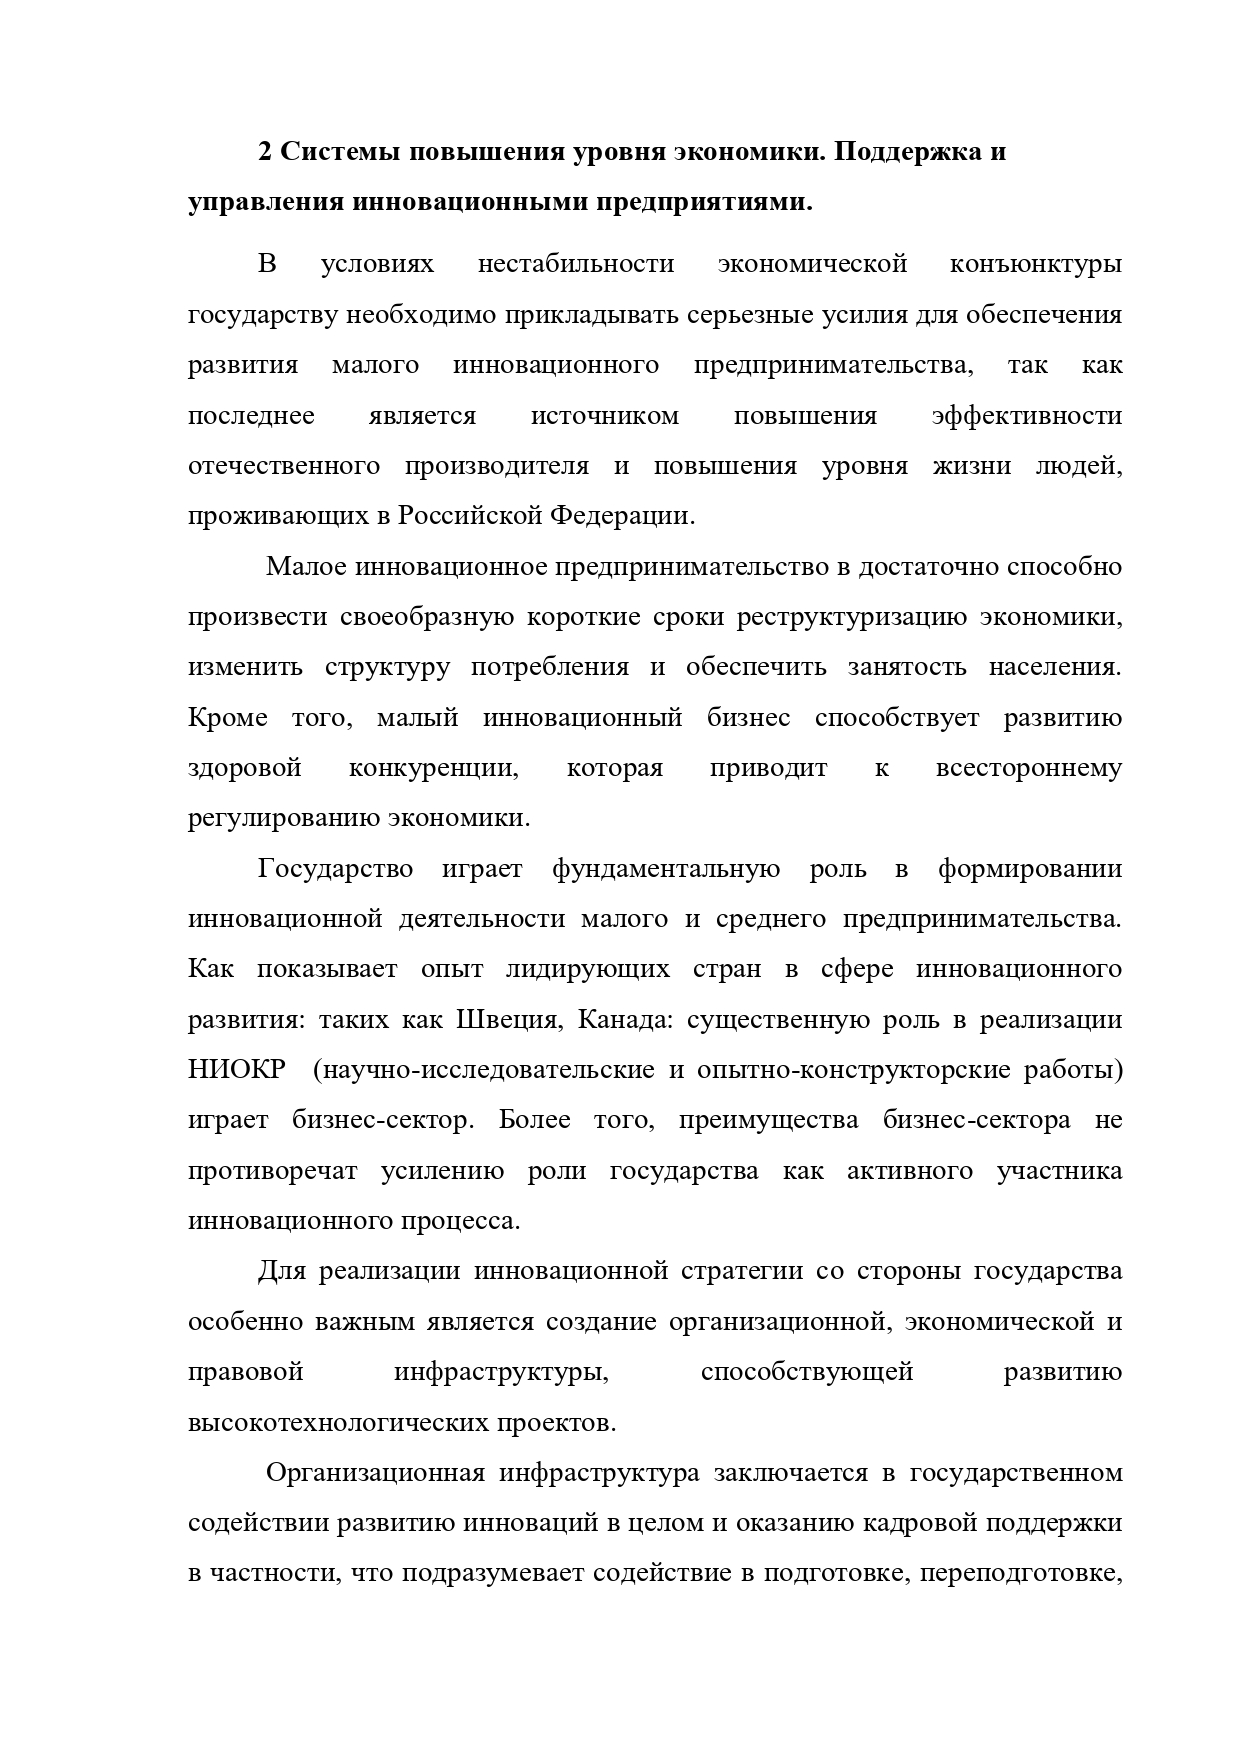 2 Системы повышения уровня экономики. Поддержка и
управления инновационными предприятиями.
В условиях нестабильности экономической конъюнктуры
государству необходимо прикладывать серьезные усилия для обеспечения
развития малого инновационного предпринимательства, так как
последнее является источником повышения эффективности
отечественного производителя и повышения уровня жизни людей,
проживающих в Российской Федерации.
Малое инновационное предпринимательство в достаточно способно
произвести своеобразную короткие сроки реструктуризацию экономики,
изменить структуру потребления и обеспечить занятость населения.
Кроме того, малый инновационный бизнес способствует развитию
здоровой конкуренции, которая приводит к всестороннему
регулированию экономики.
Государство играет фундаментальную роль в формировании
инновационной деятельности малого и среднего предпринимательства.
Как показывает опыт лидирующих стран в сфере инновационного
развития: таких как Швеция, Канада: существенную роль в реализации
НИОКР (научно-исследовательские и опытно-конструкторские работы)
играет бизнес-сектор. Более того, преимущества бизнес-сектора не
противоречат усилению роли государства как активного участника
инновационного процесса.
Для реализации инновационной стратегии со стороны государства
особенно важным является создание организационной, экономической и
правовой инфраструктуры, способствующей развитию
высокотехнологических проектов.
Организационная инфраструктура заключается в государственном
содействии развитию инноваций в целом и оказанию кадровой поддержки
в частности, что подразумевает содействие в подготовке, переподготовке,